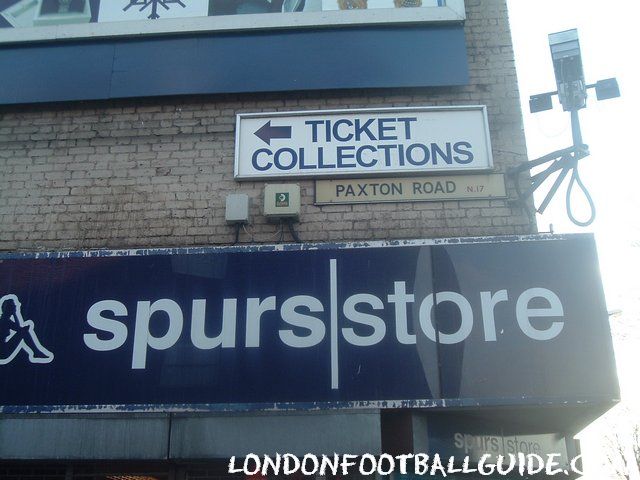 TICKET
COLLECTIONS
PAXTON ROAD N.17
spurs|store
spurs|store
LONDONFOOTBALLGUIDE.C